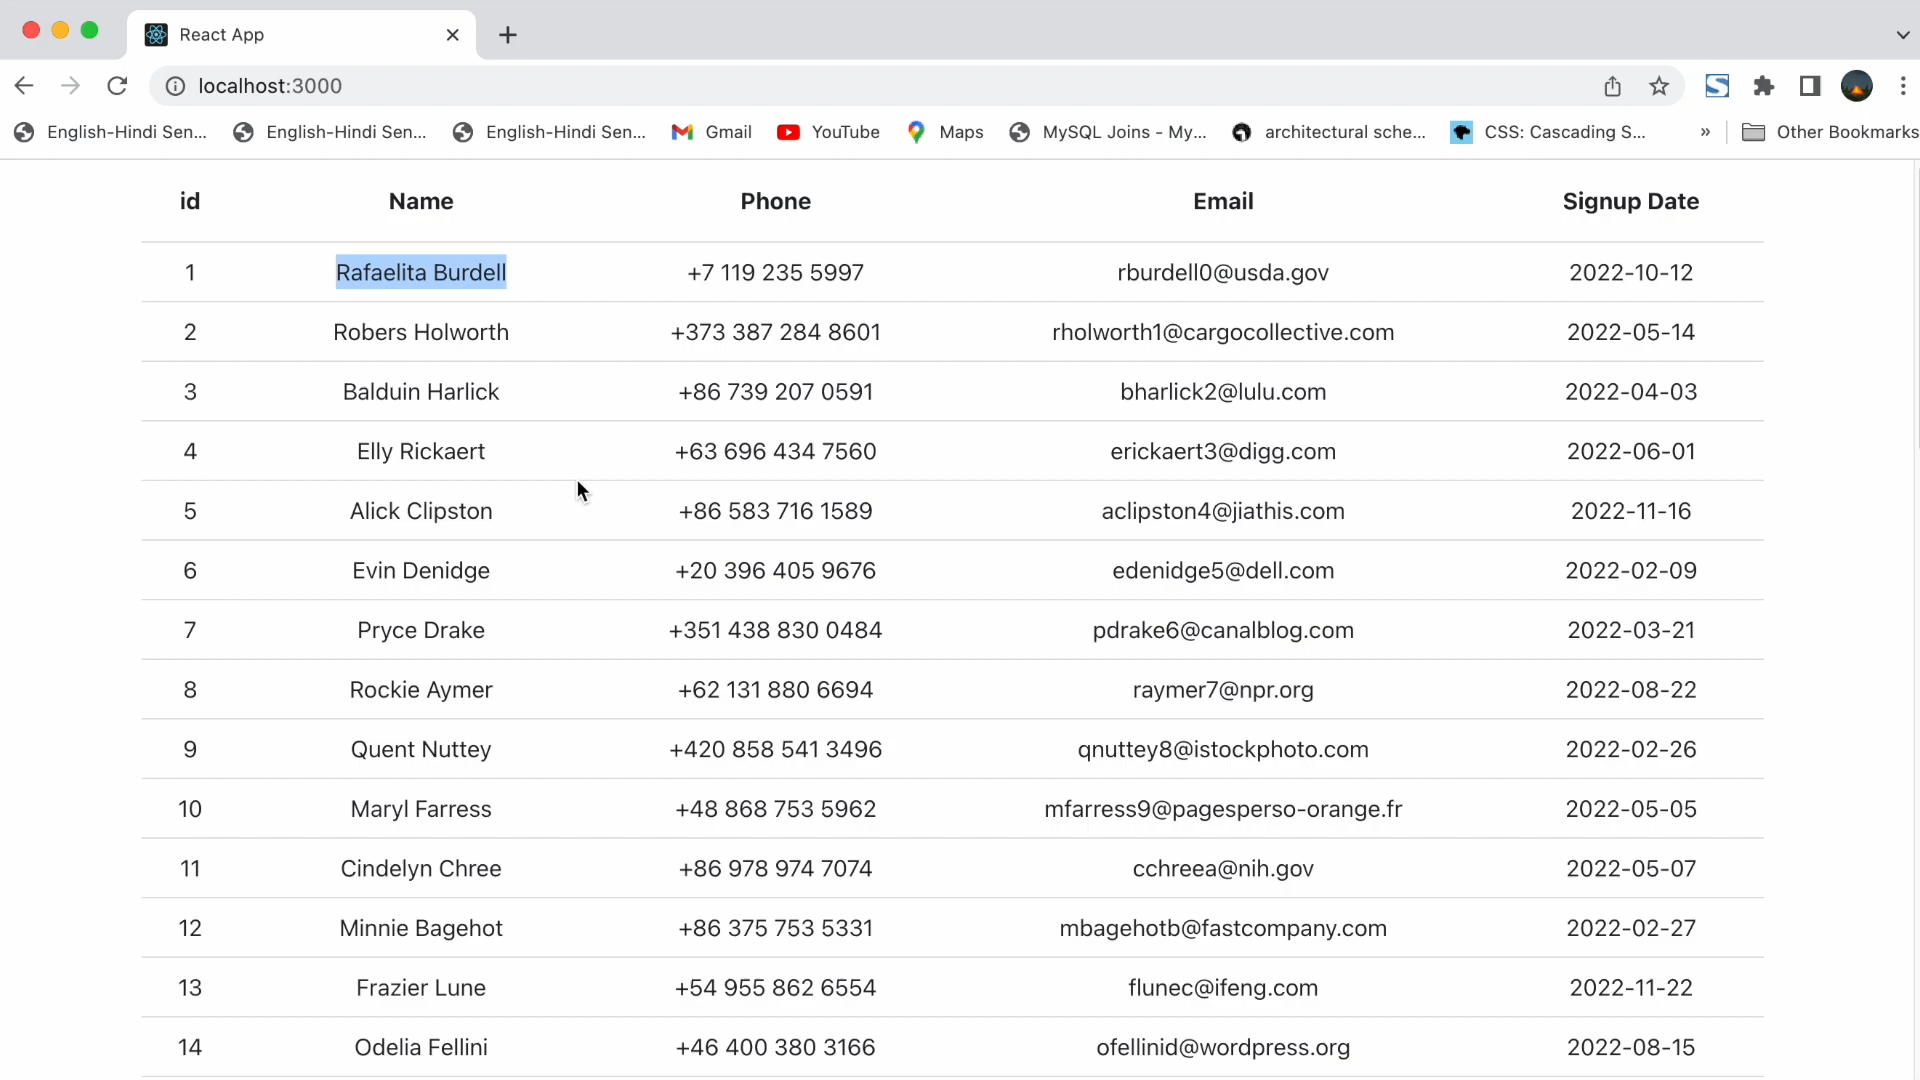 React App
localhost:3000
English-Hindi Sen... English-Hindi Sen... English-Hindi Sen... Gmail YouTube Maps MySQL Joins - My... architectural sche... CSS: Cascading S... » Other Bookmarks
id Name Phone Email Signup Date
1 Rafaelita Burdell +7 119 235 5997 rburdell0@usda.gov 2022-10-12
2 Robers Holworth +373 387 284 8601 rholworth1@cargocollective.com 2022-05-14
3 Balduin Harlick +86 739 207 0591 bharlick2@lulu.com 2022-04-03
4 Elly Rickaert +63 696 434 7560 erickaert3@digg.com 2022-06-01
5 Alick Clipston +86 583 716 1589 aclipston4@jiathis.com 2022-11-16
6 Evin Denidge +20 396 405 9676 edenidge5@dell.com 2022-02-09
7 Pryce Drake +351 438 830 0484 pdrake6@canalblog.com 2022-03-21
8 Rockie Aymer +62 131 880 6694 raymer7@npr.org 2022-08-22
9 Quent Nuttey +420 858 541 3496 qnuttey8@istockphoto.com 2022-02-26
10 Maryl Farress +48 868 753 5962 mfarress9@pagesperso-orange.fr 2022-05-05
11 Cindelyn Chree +86 978 974 7074 cchreea@nih.gov 2022-05-07
12 Minnie Bagehot +86 375 753 5331 mbagehotb@fastcompany.com 2022-02-27
13 Frazier Lune +54 955 862 6554 flunec@ifeng.com 2022-11-22
14 Odelia Fellini +46 400 380 3166 ofellinid@wordpress.org 2022-08-15